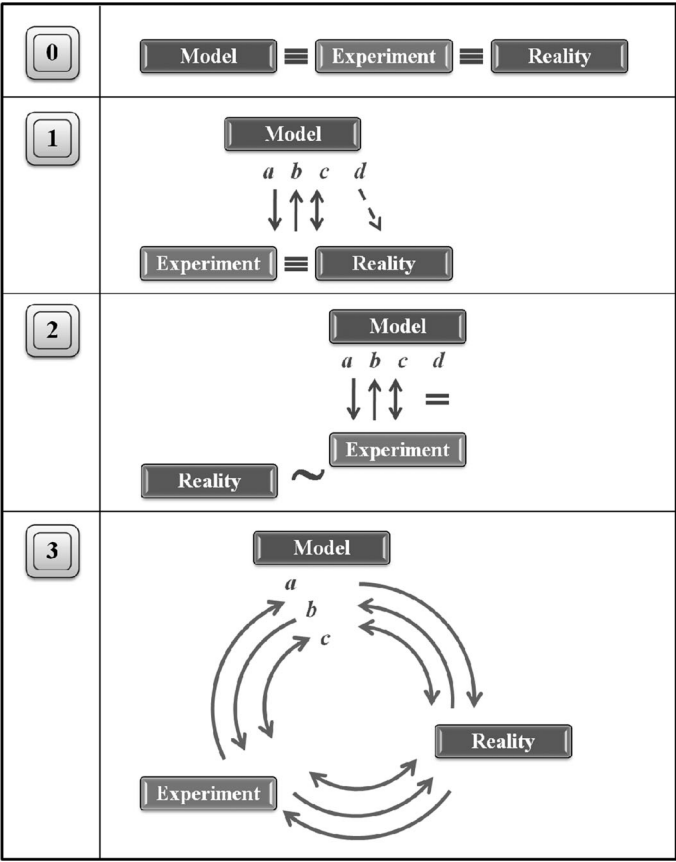 0
Model ≡ Experiment ≡ Reality
1
Model
a b c d
Experiment ≡ Reality
2
Model
a b c d
=
Experiment
Reality ~
3
Model
a
b
c
Reality
Experiment